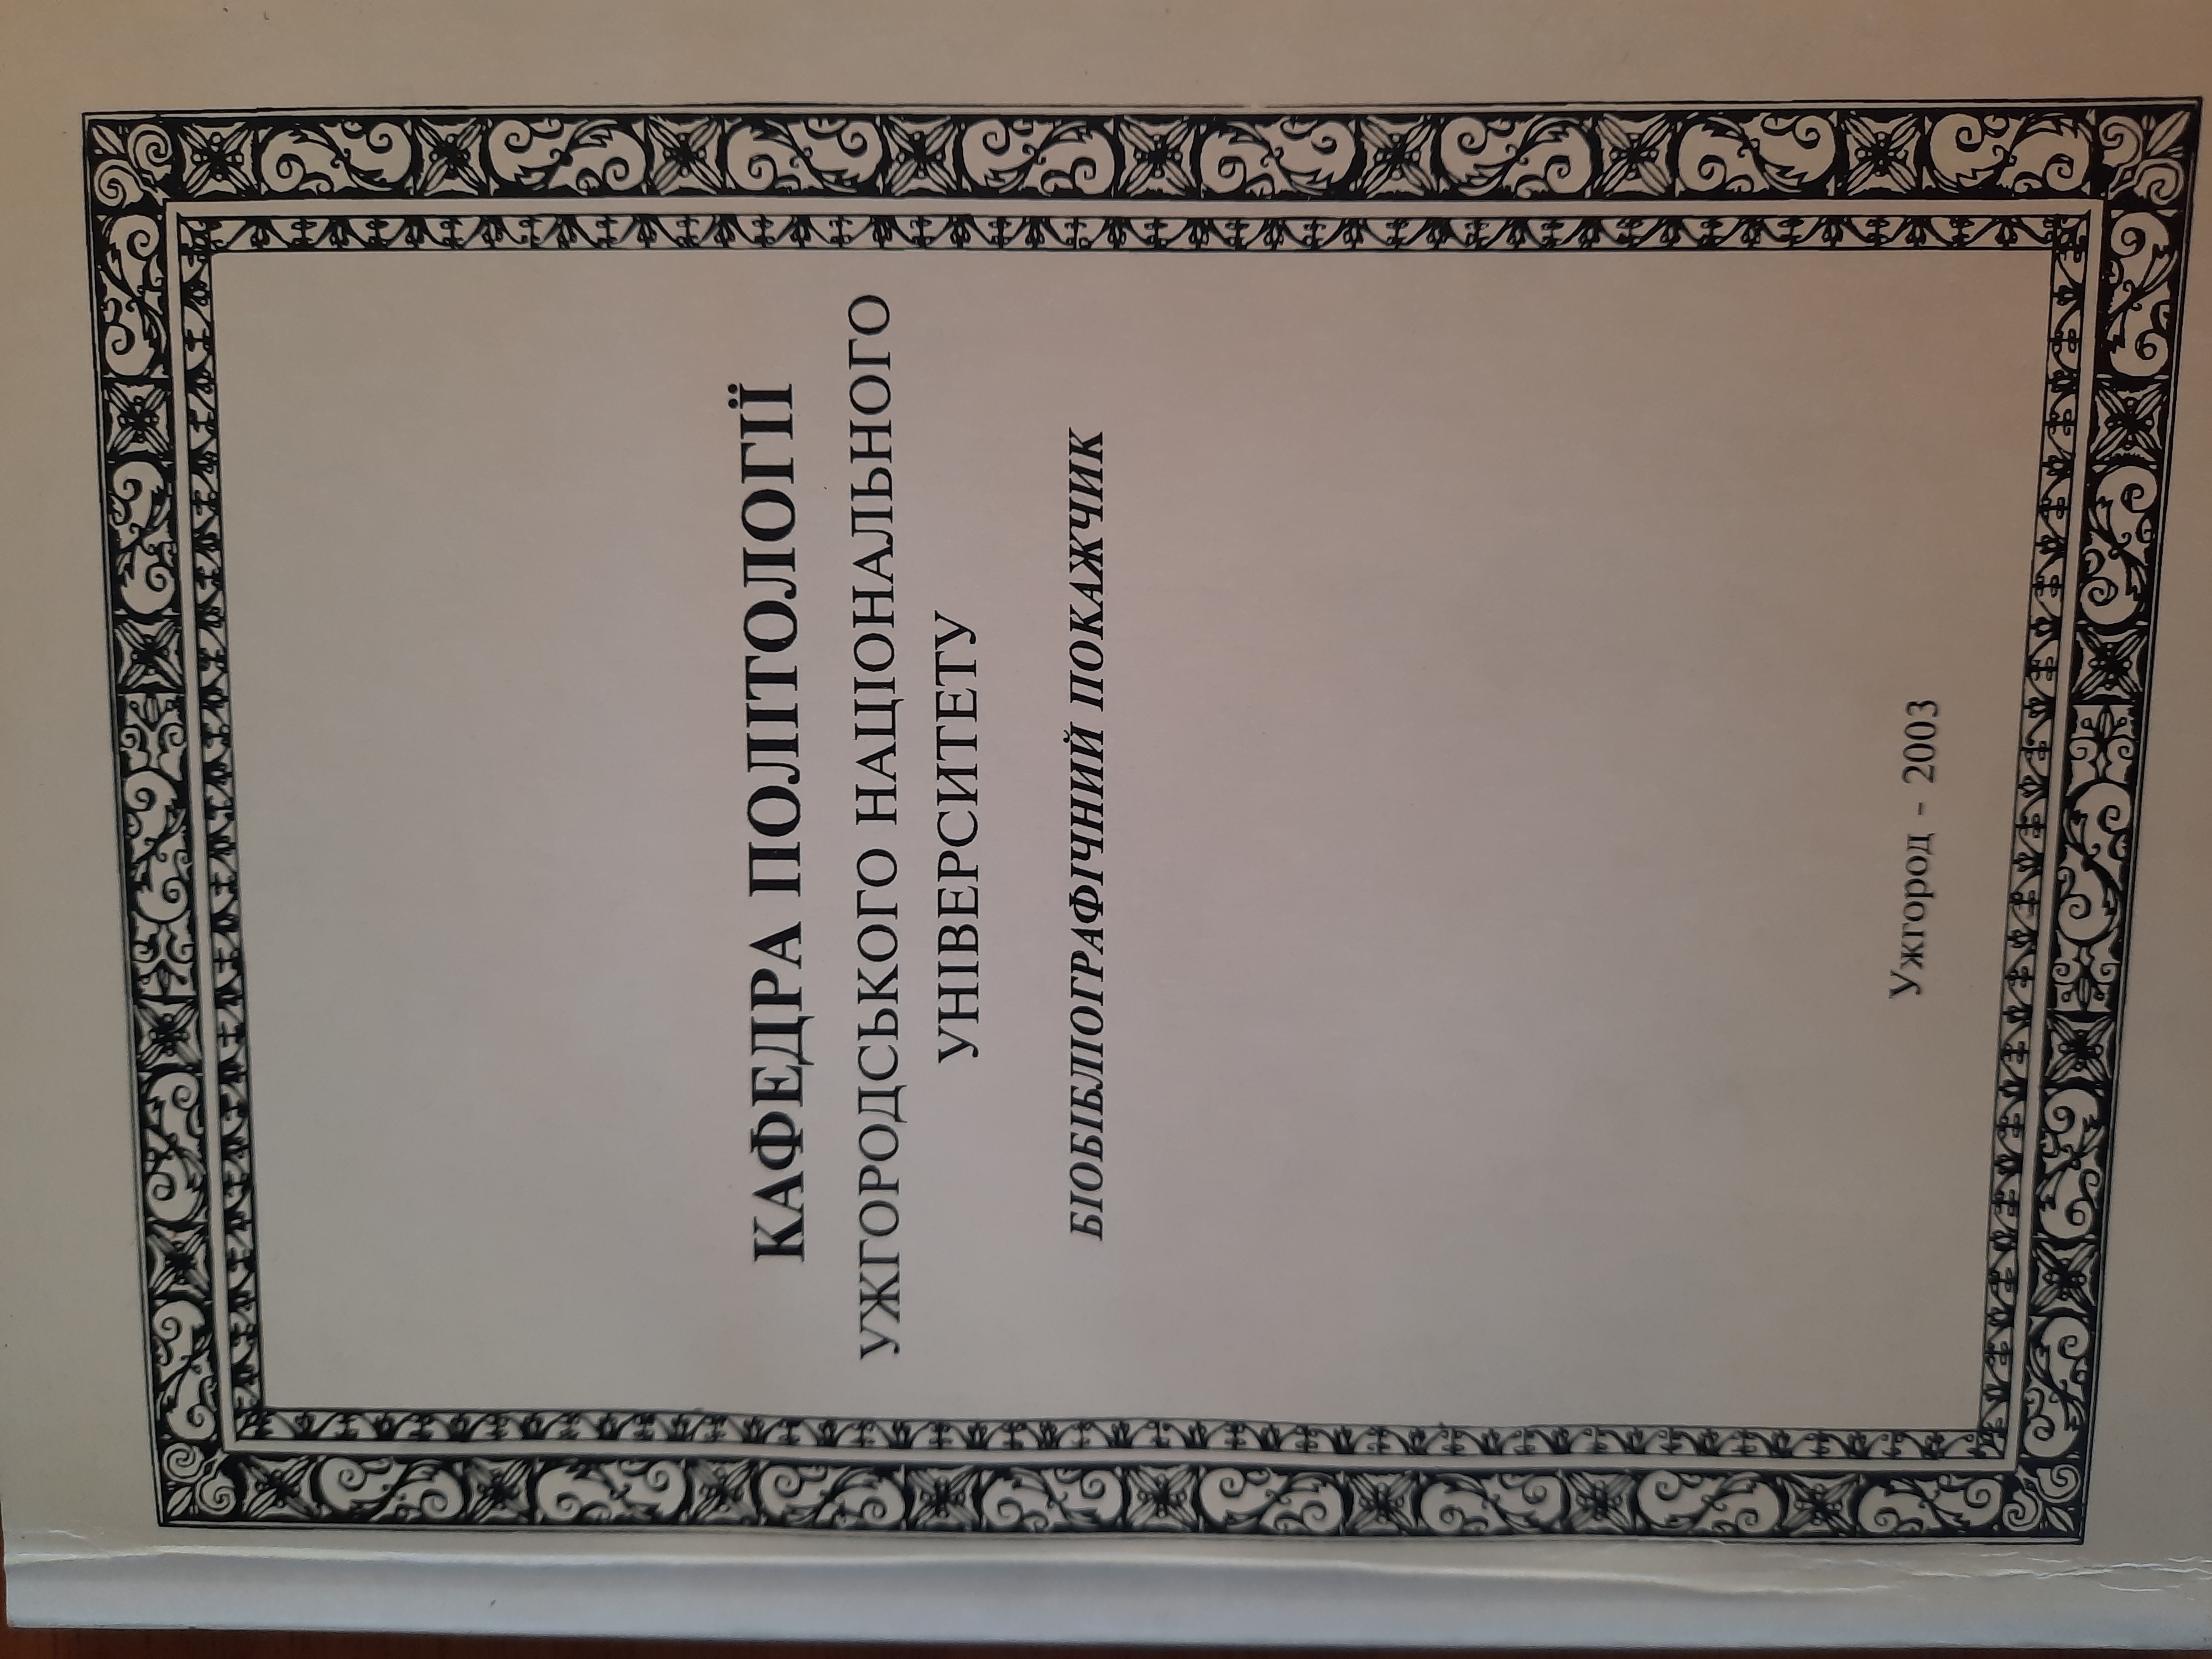 КАФЕДРА ПОЛІТОЛОГІЇ
УЖГОРОДСЬКОГО НАЦІОНАЛЬНОГО
УНІВЕРСИТЕТУ
БІОБІБЛІОГРАФІЧНИЙ ПОКАЖЧИК
Ужгород - 2003